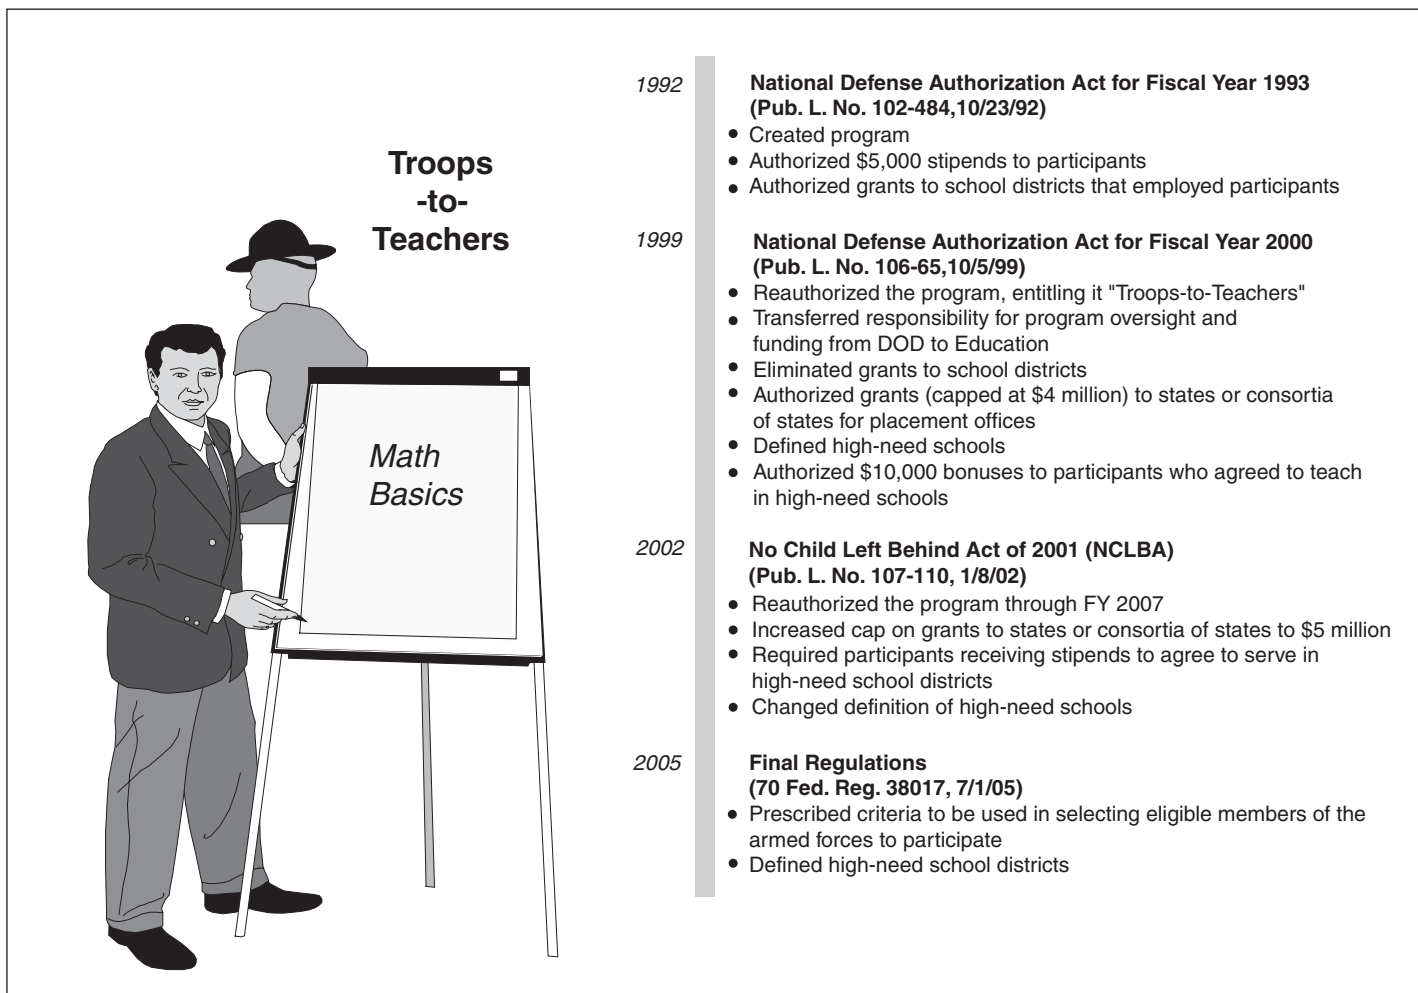 Troops
-to-
Teachers
Math
Basics
1992
National Defense Authorization Act for Fiscal Year 1993
(Pub. L. No. 102-484,10/23/92)
• Created program
• Authorized $5,000 stipends to participants
• Authorized grants to school districts that employed participants
1999
National Defense Authorization Act for Fiscal Year 2000
(Pub. L. No. 106-65,10/5/99)
• Reauthorized the program, entitling it "Troops-to-Teachers"
• Transferred responsibility for program oversight and
funding from DOD to Education
• Eliminated grants to school districts
• Authorized grants (capped at $4 million) to states or consortia
of states for placement offices
• Defined high-need schools
• Authorized $10,000 bonuses to participants who agreed to teach
in high-need schools
2002
No Child Left Behind Act of 2001 (NCLBA)
(Pub. L. No. 107-110, 1/8/02)
• Reauthorized the program through FY 2007
• Increased cap on grants to states or consortia of states to $5 million
• Required participants receiving stipends to agree to serve in
high-need school districts
• Changed definition of high-need schools
2005
Final Regulations
(70 Fed. Reg. 38017, 7/1/05)
• Prescribed criteria to be used in selecting eligible members of the
armed forces to participate
• Defined high-need school districts